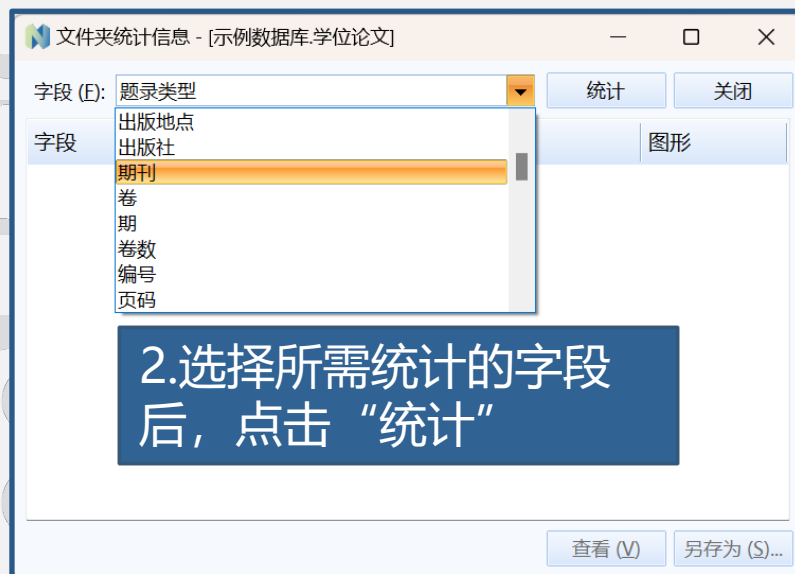 文件夹统计信息 - [示例数据库.学位论文]
字段 (F): 题录类型 统计 关闭
字段 图形
出版地点
出版社
期刊
卷
期
卷数
编号
页码
2.选择所需统计的字段
后，点击“统计”
查看 (V) 另存为 (S)...